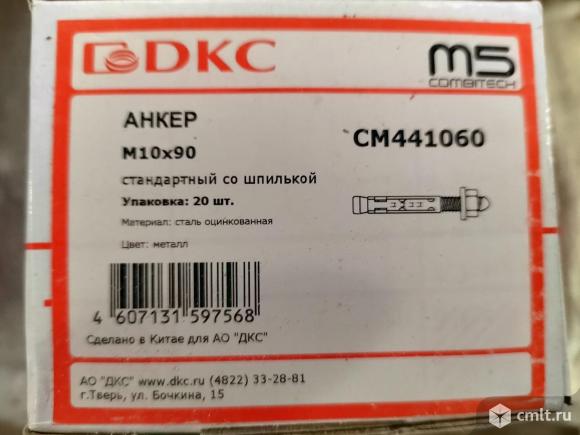 DKC
M5
COMBITECH
АНКЕР
М10х90
CM441060
стандартный со шпилькой
Упаковка: 20 шт.
Материал: сталь оцинкованная
Цвет: металл
4 607131 597568
Сделано в Китае для АО "ДКС"
АО "ДКС" www.dkc.ru (4822) 33-28-81
г.Тверь, ул. Бочкина, 15
cmlt.ru